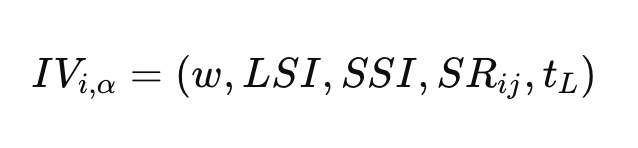 IV_{i,α} = (w, LSI, SSI, SR_{ij}, t_L)